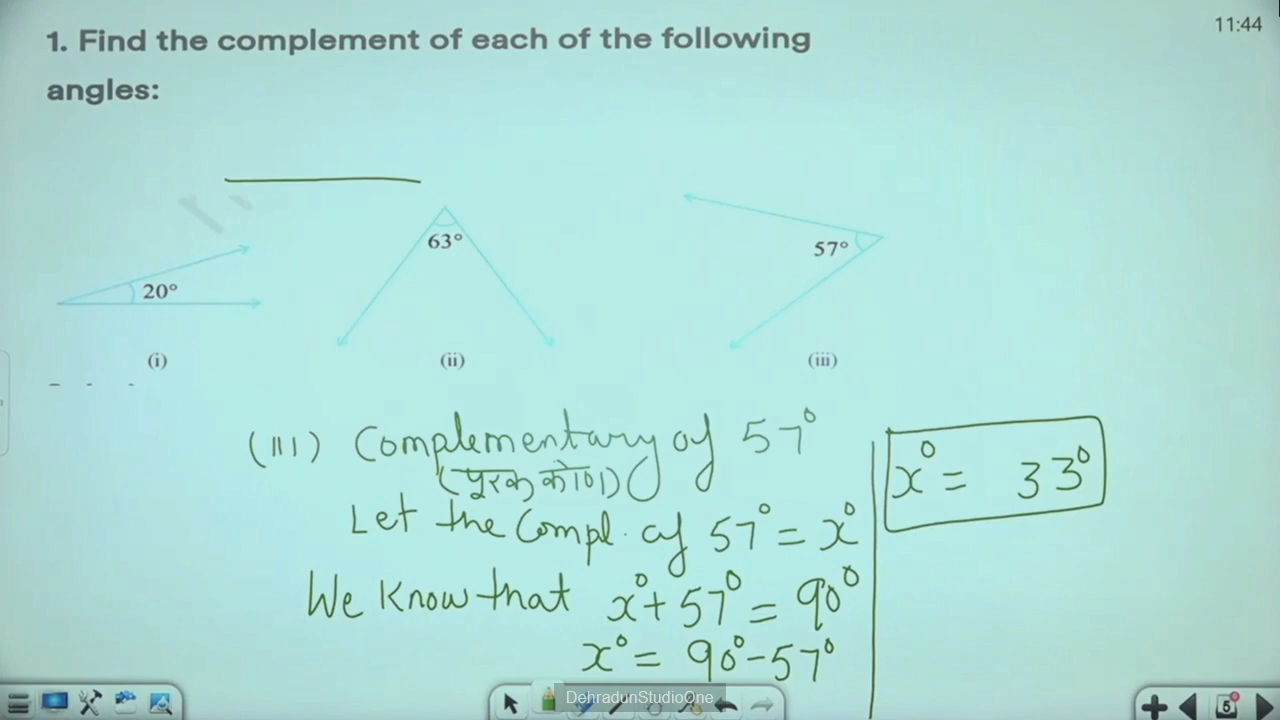 11:44
1. Find the complement of each of the following
angles:
63°
57°
20°
(i)
(ii)
(iii)
(III) Complementary of 57°
(पूरक कोण)
Let the Compl. of 57° = x°
We Know that x° + 57° = 90°
x° = 90° - 57°
x° = 33°
DehradunStudioOne
5